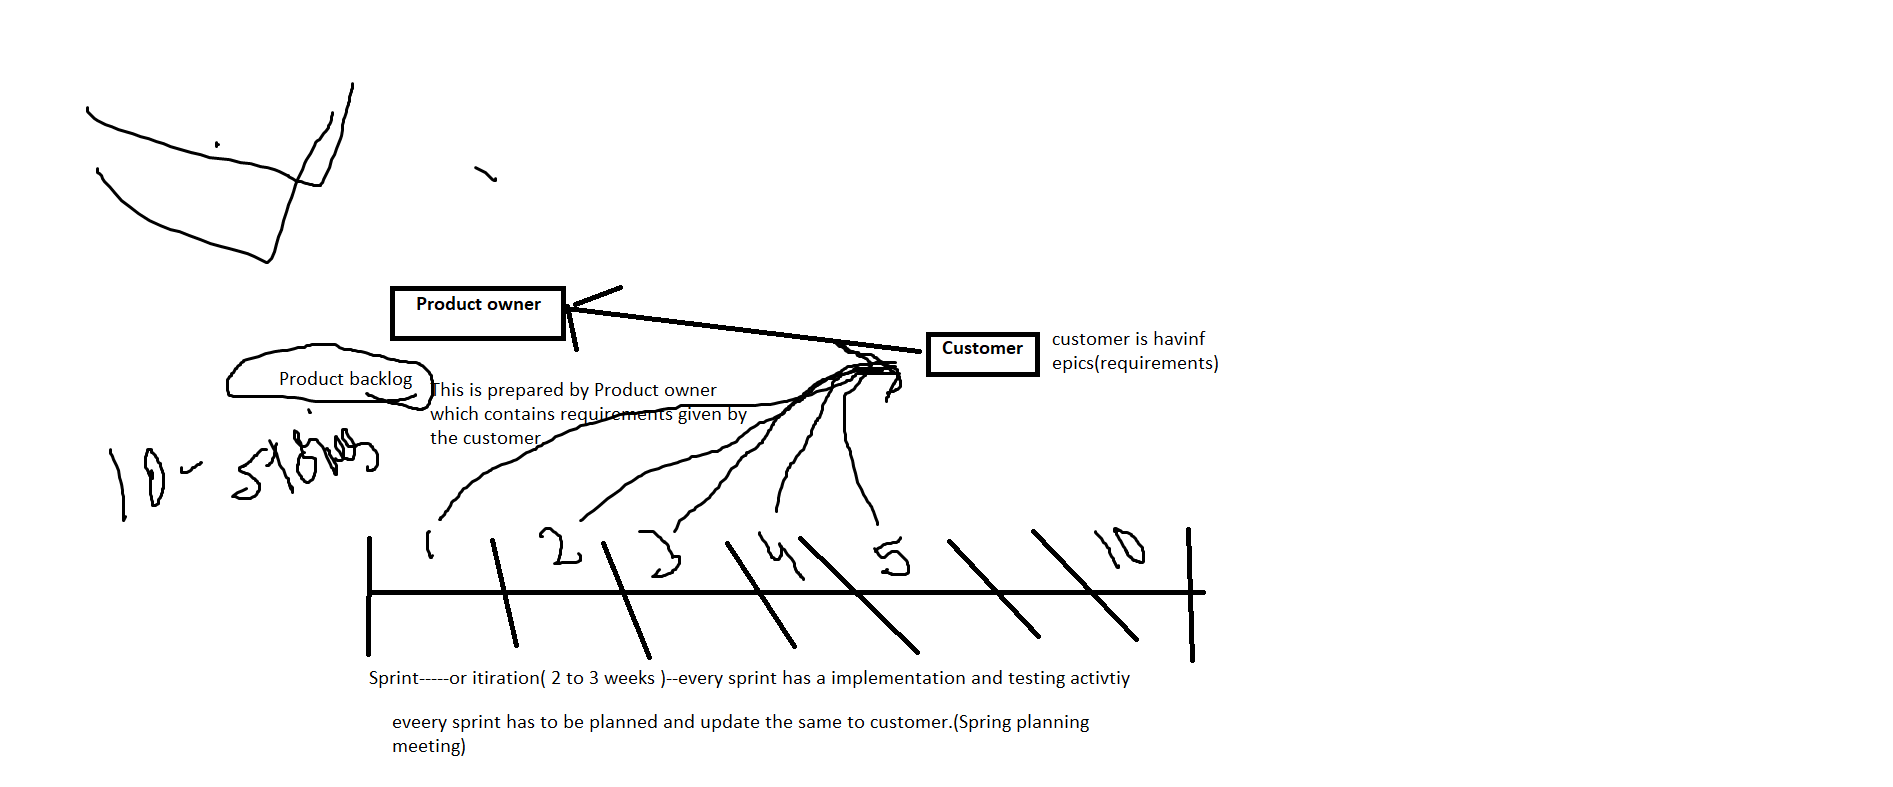 Product owner
Customer
customer is havinf
epics(requirements)
Product backlog
This is prepared by Product owner
which contains requirements given by
the customer
10 -
1 2 3 4 5 10
Sprint-----or itiration( 2 to 3 weeks )--every sprint has a implementation and testing activtiy
eveery sprint has to be planned and update the same to customer.(Spring planning
meeting)